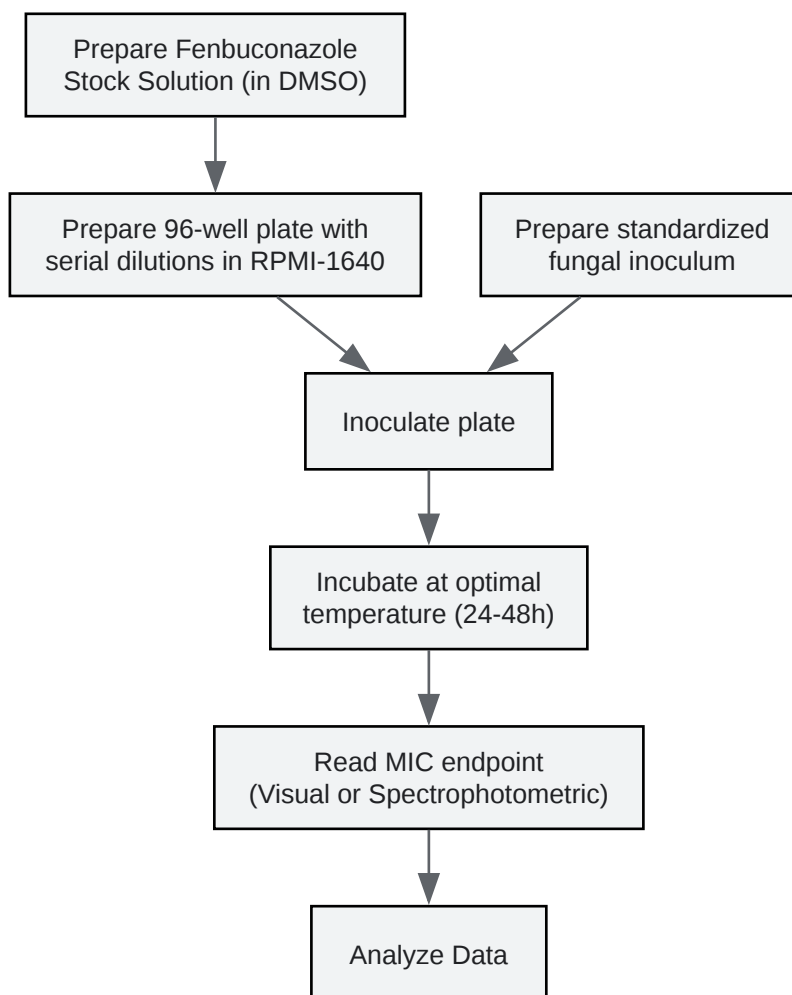 Prepare Fenbuconazole
Stock Solution (in DMSO)
Prepare 96-well plate with
serial dilutions in RPMI-1640
Prepare standardized
fungal inoculum
Inoculate plate
Incubate at optimal
temperature (24-48h)
Read MIC endpoint
(Visual or Spectrophotometric)
Analyze Data